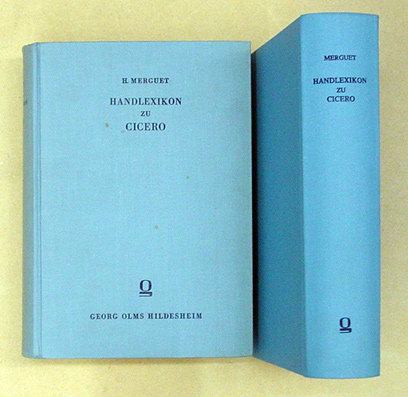 H. MERGUET
HANDLEXIKON
ZU
CICERO
GEORG OLMS HILDESHEIM
MERGUET
HANDLEXIKON
ZU
CICERO